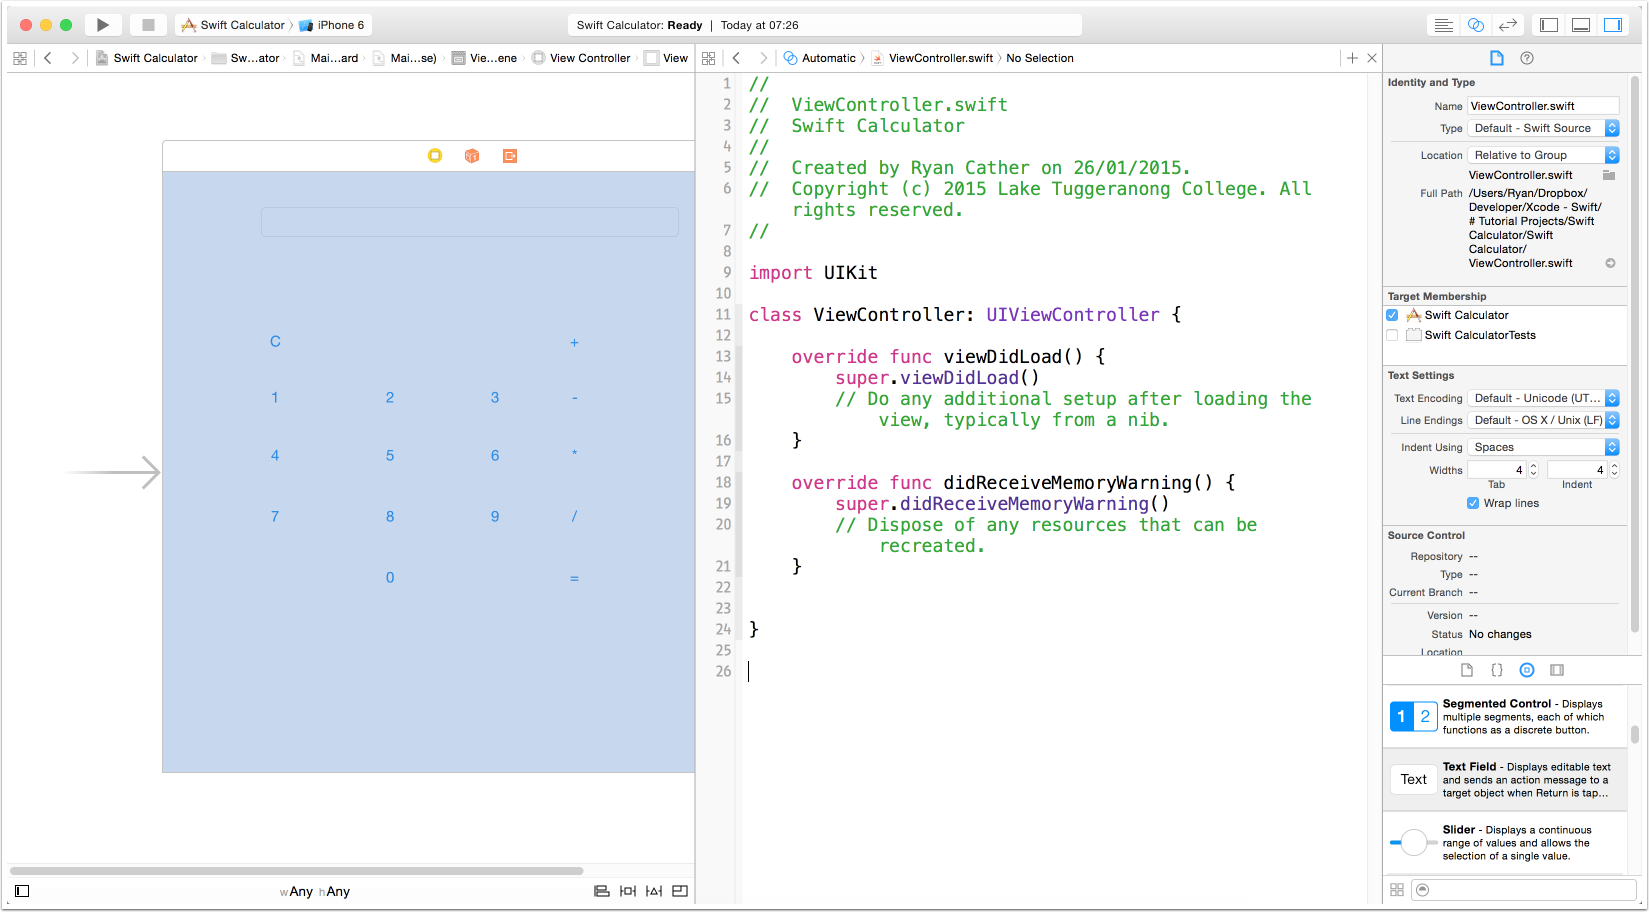 Swift Calculator 〉 iPhone 6
Swift Calculator: Ready | Today at 07:26
Swift Calculator 〉 Sw...ator 〉 Mai...ard 〉 Mai...se) 〉 Vie...ene 〉 View Controller 〉 View
Automatic 〉 ViewController.swift 〉 No Selection
C +
1 2 3 -
4 5 6 *
7 8 9 /
0 =
wAny hAny
1 //
2 //  ViewController.swift
3 //  Swift Calculator
4 //
5 //  Created by Ryan Cather on 26/01/2015.
6 //  Copyright (c) 2015 Lake Tuggeranong College. All
rights reserved.
7 //
8
9 import UIKit
10
11 class ViewController: UIViewController {
12
13     override func viewDidLoad() {
14         super.viewDidLoad()
15         // Do any additional setup after loading the
view, typically from a nib.
16     }
17
18     override func didReceiveMemoryWarning() {
19         super.didReceiveMemoryWarning()
20         // Dispose of any resources that can be
recreated.
21     }
22
23
24 }
25
26
Identity and Type
Name ViewController.swift
Type Default - Swift Source
Location Relative to Group
ViewController.swift
Full Path /Users/Ryan/Dropbox/
Developer/Xcode - Swift/
# Tutorial Projects/Swift
Calculator/Swift
Calculator/
ViewController.swift
Target Membership
Swift Calculator
Swift CalculatorTests
Text Settings
Text Encoding Default - Unicode (UT...
Line Endings Default - OS X / Unix (LF)
Indent Using Spaces
Widths 4 4
Tab Indent
Wrap lines
Source Control
Repository --
Type --
Current Branch --
Version --
Status No changes
Location
{}
1 2
Segmented Control - Displays
multiple segments, each of which
functions as a discrete button.
Text
Text Field - Displays editable text
and sends an action message to a
target object when Return is tap...
Slider - Displays a continuous
range of values and allows the
selection of a single value.